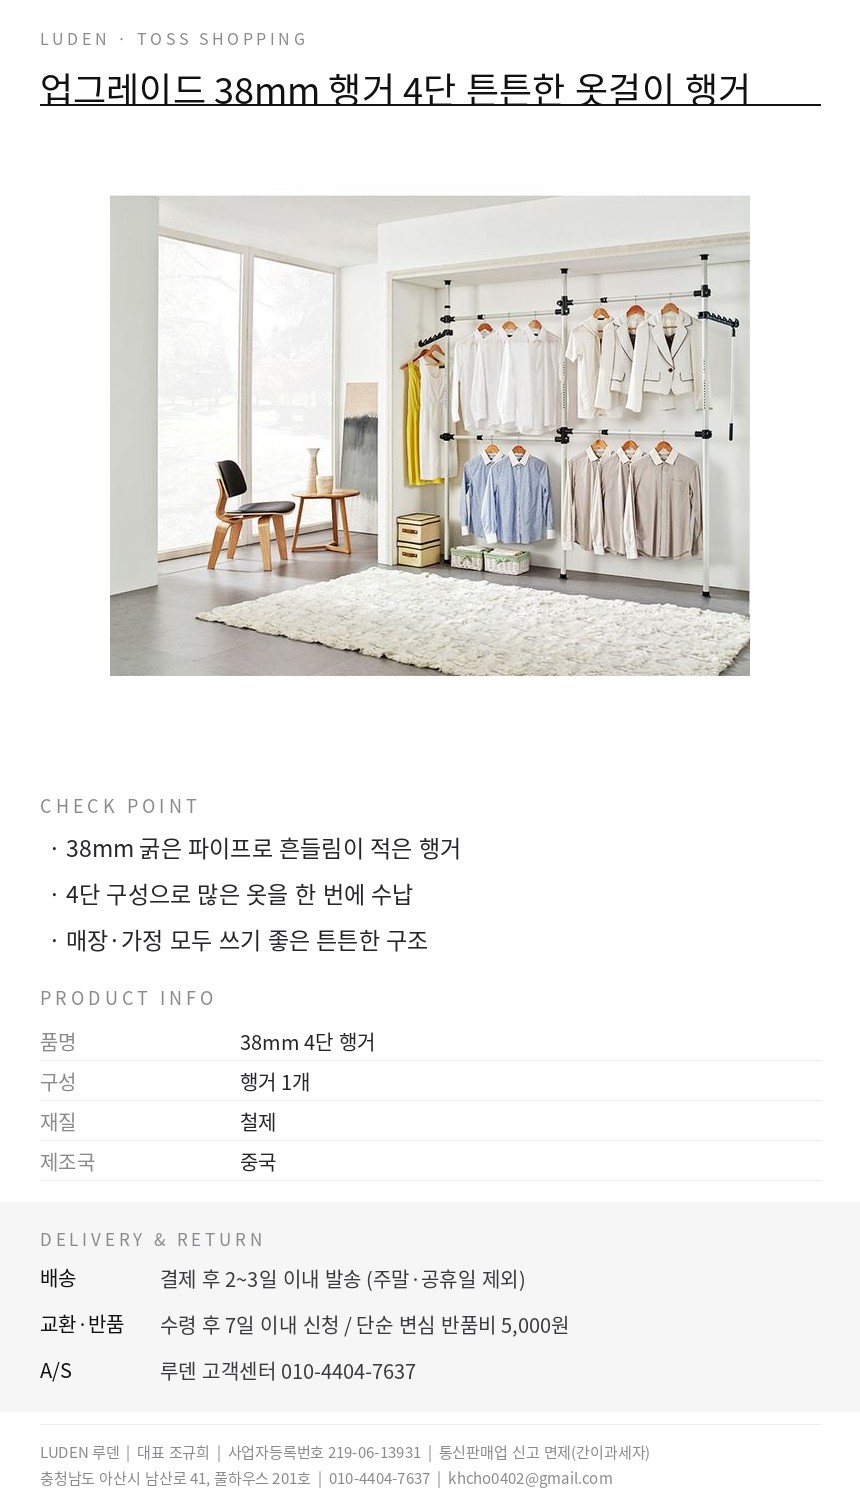 LUDEN · TOSS SHOPPING
업그레이드 38mm 행거 4단 튼튼한 옷걸이 행거
CHECK POINT
· 38mm 굵은 파이프로 흔들림이 적은 행거
· 4단 구성으로 많은 옷을 한 번에 수납
· 매장·가정 모두 쓰기 좋은 튼튼한 구조
PRODUCT INFO
품명 38mm 4단 행거
구성 행거 1개
재질 철제
제조국 중국
DELIVERY & RETURN
배송 결제 후 2~3일 이내 발송 (주말·공휴일 제외)
교환·반품 수령 후 7일 이내 신청 / 단순 변심 반품비 5,000원
A/S 루덴 고객센터 010-4404-7637
LUDEN 루덴 | 대표 조규희 | 사업자등록번호 219-06-13931 | 통신판매업 신고 면제(간이과세자)
충청남도 아산시 남산로 41, 풀하우스 201호 | 010-4404-7637 | khcho0402@gmail.com